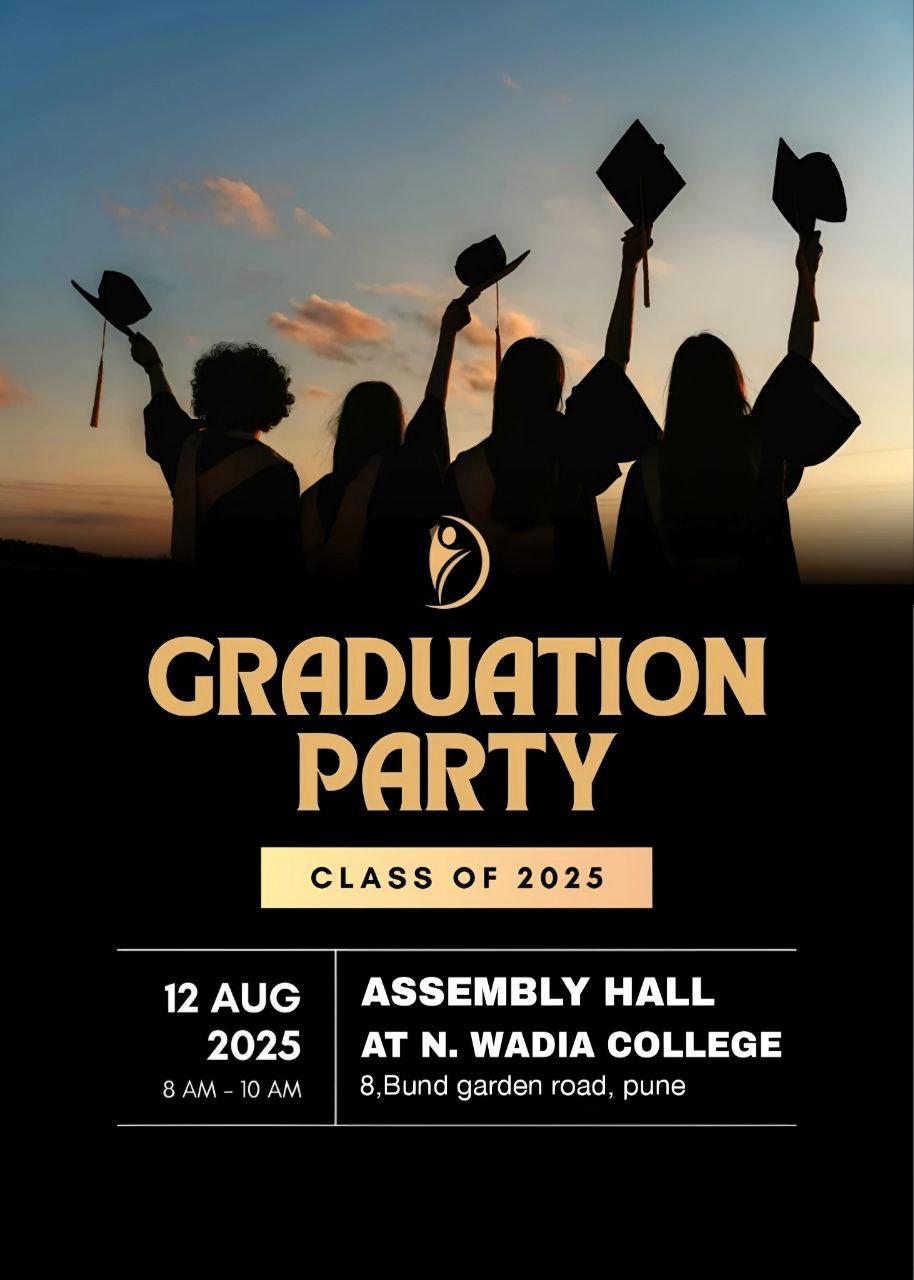 GRADUATION
PARTY
CLASS OF 2025
12 AUG
2025
8 AM – 10 AM
ASSEMBLY HALL
AT N. WADIA COLLEGE
8,Bund garden road, pune